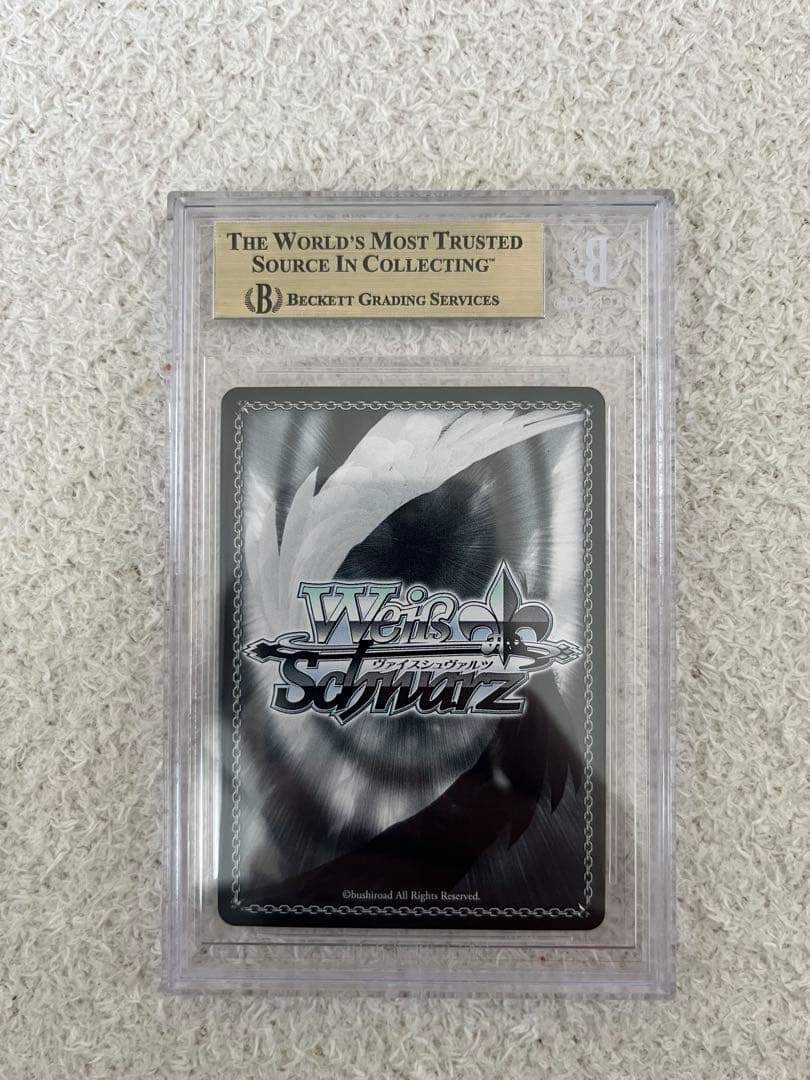 THE WORLD'S MOST TRUSTED
SOURCE IN COLLECTING™
B BECKETT GRADING SERVICES
B
Weiß
ヴァイスシュヴァルツ
Schwarz
©bushiroad All Rights Reserved.